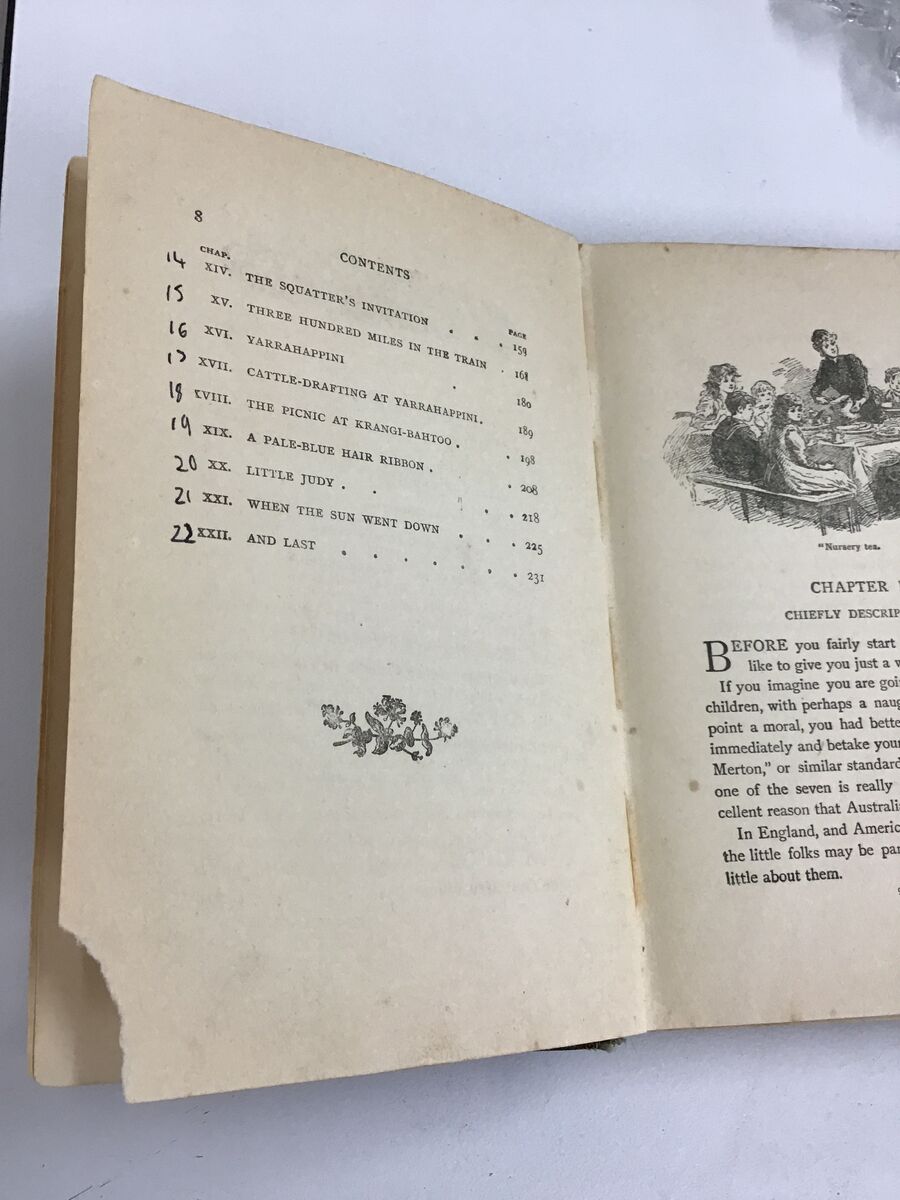 8
CONTENTS
CHAP.
PAGE
14 XIV. THE SQUATTER'S INVITATION . . . 159
15 XV. THREE HUNDRED MILES IN THE TRAIN . 168
16 XVI. YARRAHAPPINI . 180
17 XVII. CATTLE-DRAFTING AT YARRAHAPPINI. 189
18 XVIII. THE PICNIC AT KRANGI-BAHTOO . . 198
19 XIX. A PALE-BLUE HAIR RIBBON . . 208
20 XX. LITTLE JUDY . . . . 218
21 XXI. WHEN THE SUN WENT DOWN . . . 225
22 XXII. AND LAST . . . . . . 231
"Nursery tea.
CHAPTER
CHIEFLY DESCRIP
BEFORE you fairly start
like to give you just a
If you imagine you are goi
children, with perhaps a naug
point a moral, you had bette
immediately and betake your
Merton," or similar standard
one of the seven is really
cellent reason that Australi
In England, and Americ
the little folks may be par
little about them.